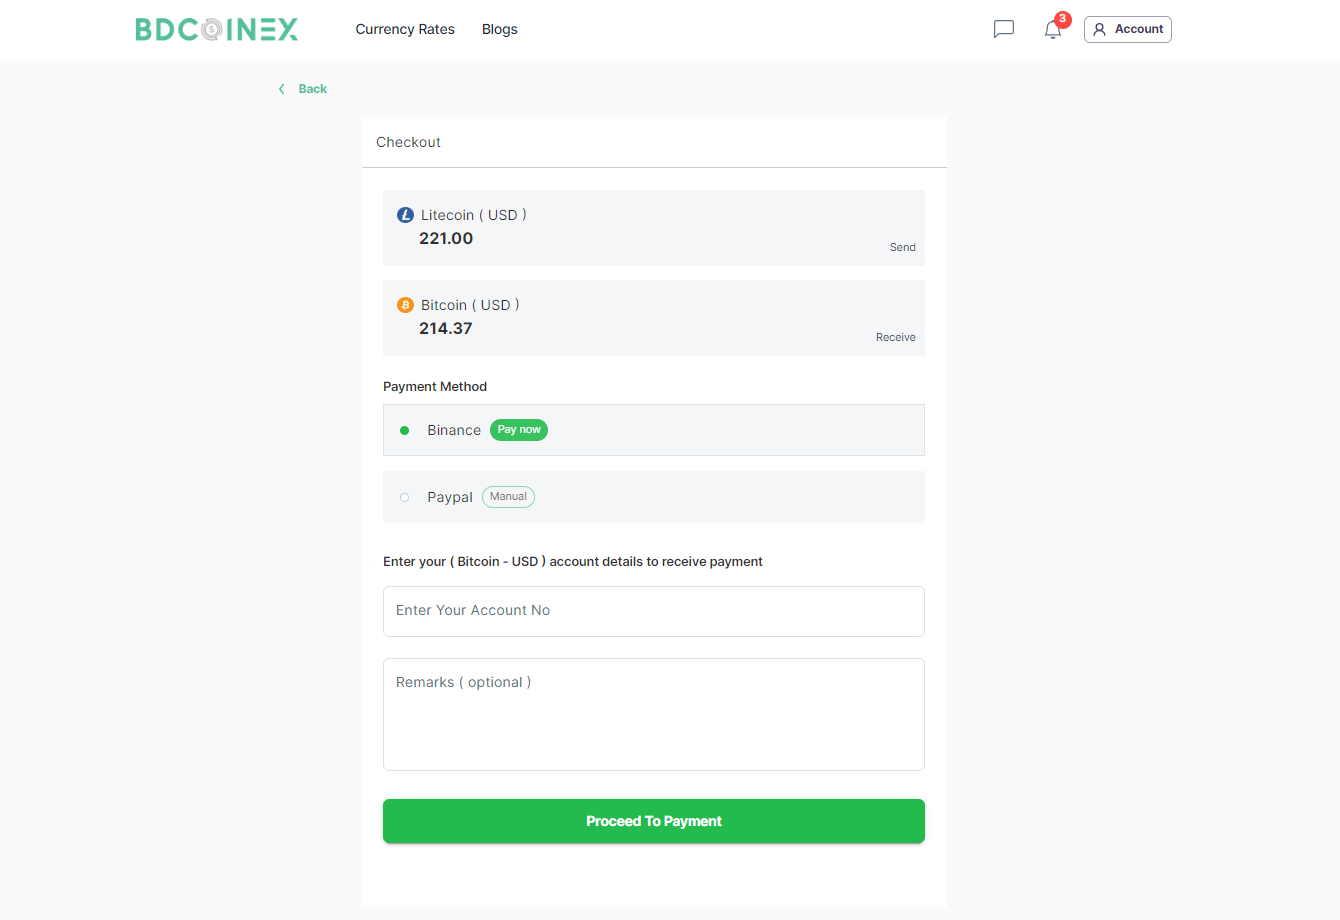 BDCOINEX
Currency Rates
Blogs
3
Account
Back
Checkout
Litecoin ( USD )
221.00
Send
Bitcoin ( USD )
214.37
Receive
Payment Method
Binance Pay now
Paypal Manual
Enter your ( Bitcoin - USD ) account details to receive payment
Enter Your Account No
Remarks ( optional )
Proceed To Payment